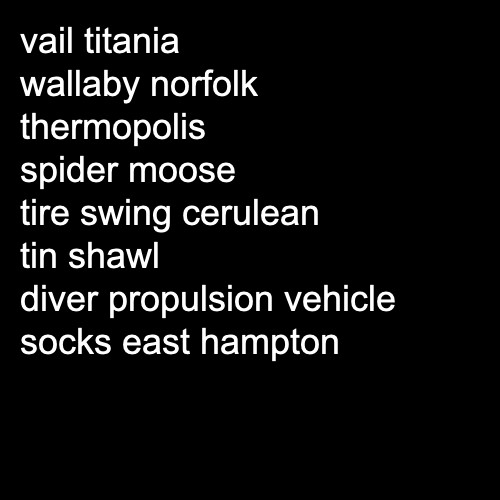 vail titania
wallaby norfolk
thermopolis
spider moose
tire swing cerulean
tin shawl
diver propulsion vehicle
socks east hampton